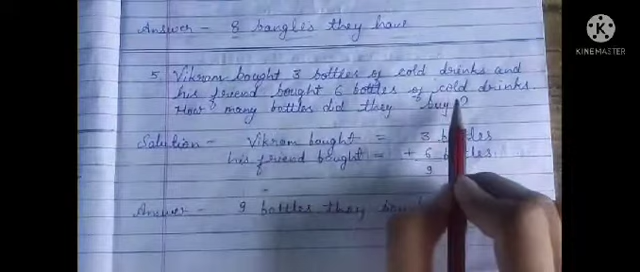 Answer - 8 bangles they have
KINEMASTER
5. Vikram bought 3 bottles of cold drinks and
his friend bought 6 bottles of cold drinks.
How many bottles did they buy?
Solution - Vikram bought = 3 bottles
his friend bought = + 6 bottles
9
Answer - 9 bottles they